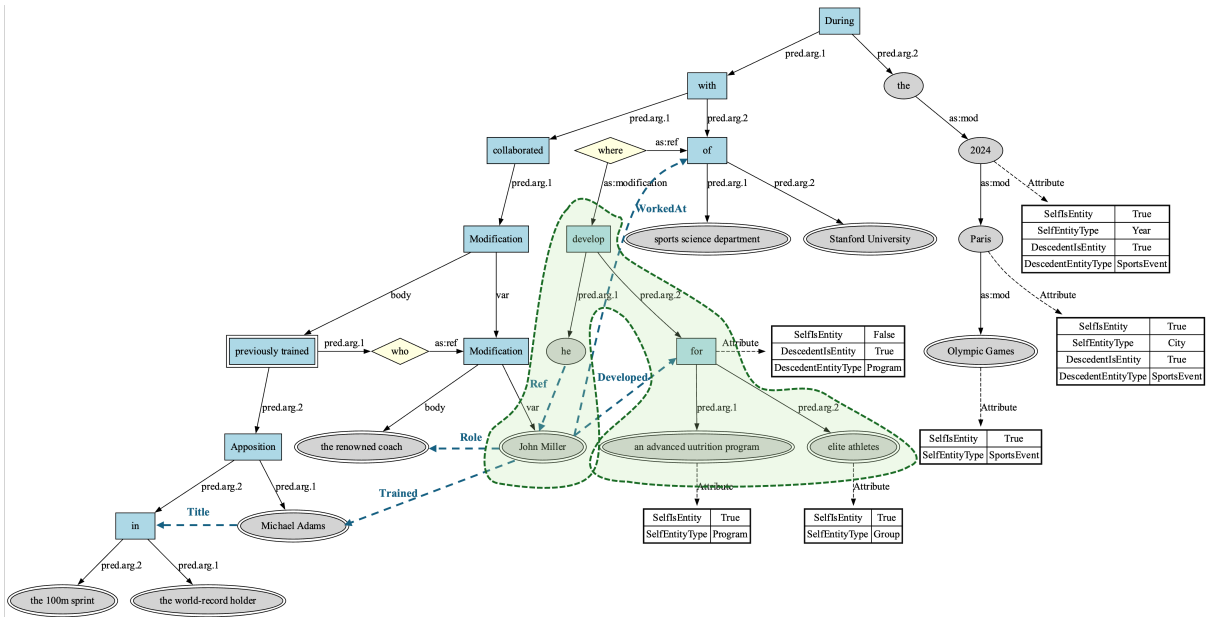 During
pred.arg.1
pred.arg.2
with
the
pred.arg.1
pred.arg.2
as:mod
collaborated
where
as:ref
of
2024
pred.arg.1
as:modification
pred.arg.1
pred.arg.2
as:mod
Attribute
WorkedAt
SelfIsEntity True
SelfEntityType Year
DescedentIsEntity True
DescedentEntityType SportsEvent
Modification
develop
sports science department
Stanford University
Paris
body
var
pred.arg.1
pred.arg.2
as:mod
Attribute
SelfIsEntity True
SelfEntityType City
DescedentIsEntity True
DescedentEntityType SportsEvent
previously trained
pred.arg.1
who
as:ref
Modification
he
for
Attribute
SelfIsEntity False
DescedentIsEntity True
DescedentEntityType Program
Olympic Games
Ref
Developed
pred.arg.2
body
var
pred.arg.1
pred.arg.2
Attribute
Apposition
the renowned coach
Role
John Miller
an advanced uutrition program
elite athletes
SelfIsEntity True
SelfEntityType SportsEvent
pred.arg.2
pred.arg.1
Trained
Attribute
Attribute
in
Title
Michael Adams
SelfIsEntity True
SelfEntityType Program
SelfIsEntity True
SelfEntityType Group
pred.arg.2
pred.arg.1
the 100m sprint
the world-record holder